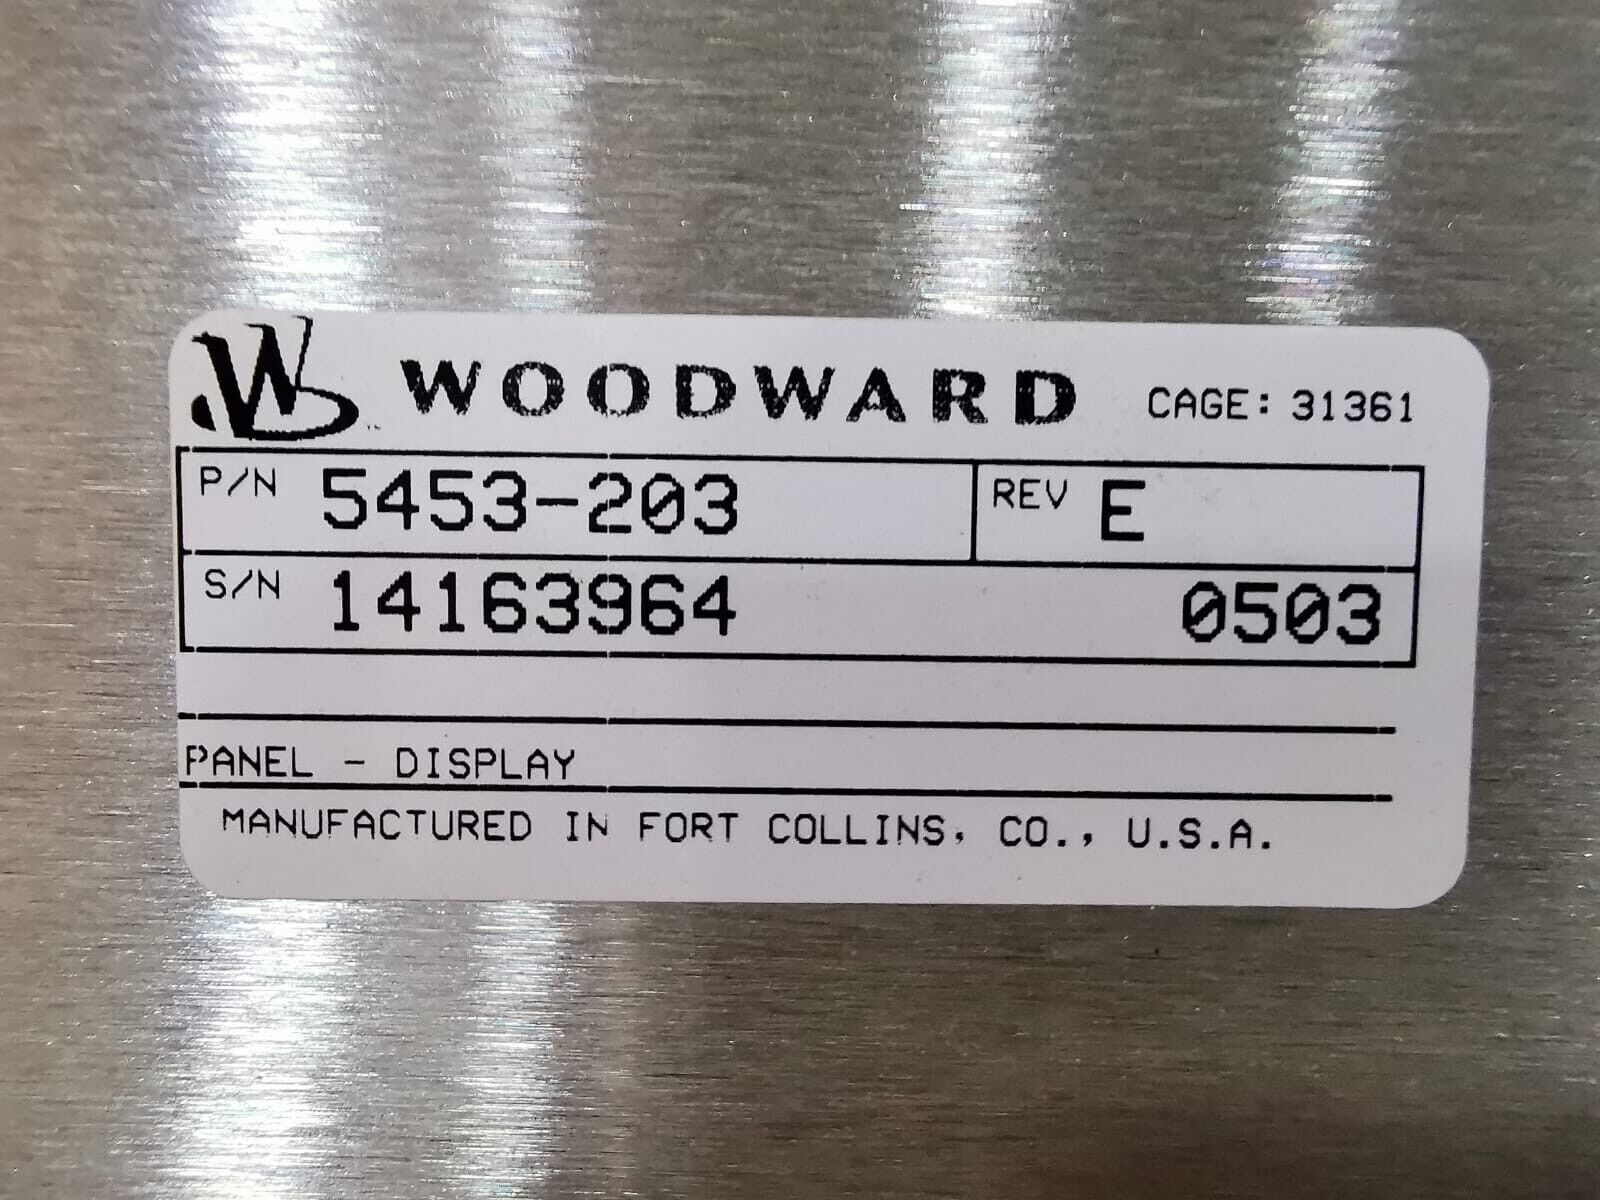 WOODWARD CAGE: 31361
P/N 5453-203 REV E
S/N 14163964 0503
PANEL - DISPLAY
MANUFACTURED IN FORT COLLINS, CO., U.S.A.